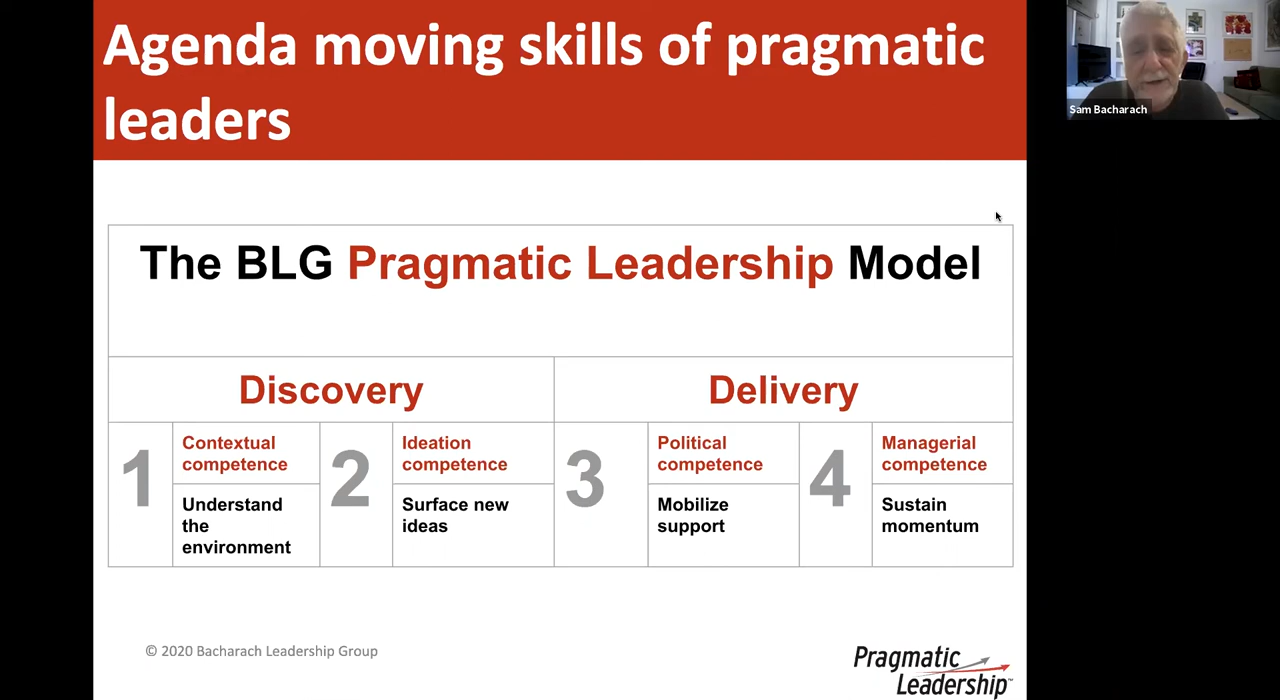 Agenda moving skills of pragmatic
leaders
Sam Bacharach
The BLG Pragmatic Leadership Model
Discovery
Delivery
1
Contextual
competence
Understand
the
environment
2
Ideation
competence
Surface new
ideas
3
Political
competence
Mobilize
support
4
Managerial
competence
Sustain
momentum
© 2020 Bacharach Leadership Group
Pragmatic
Leadership™